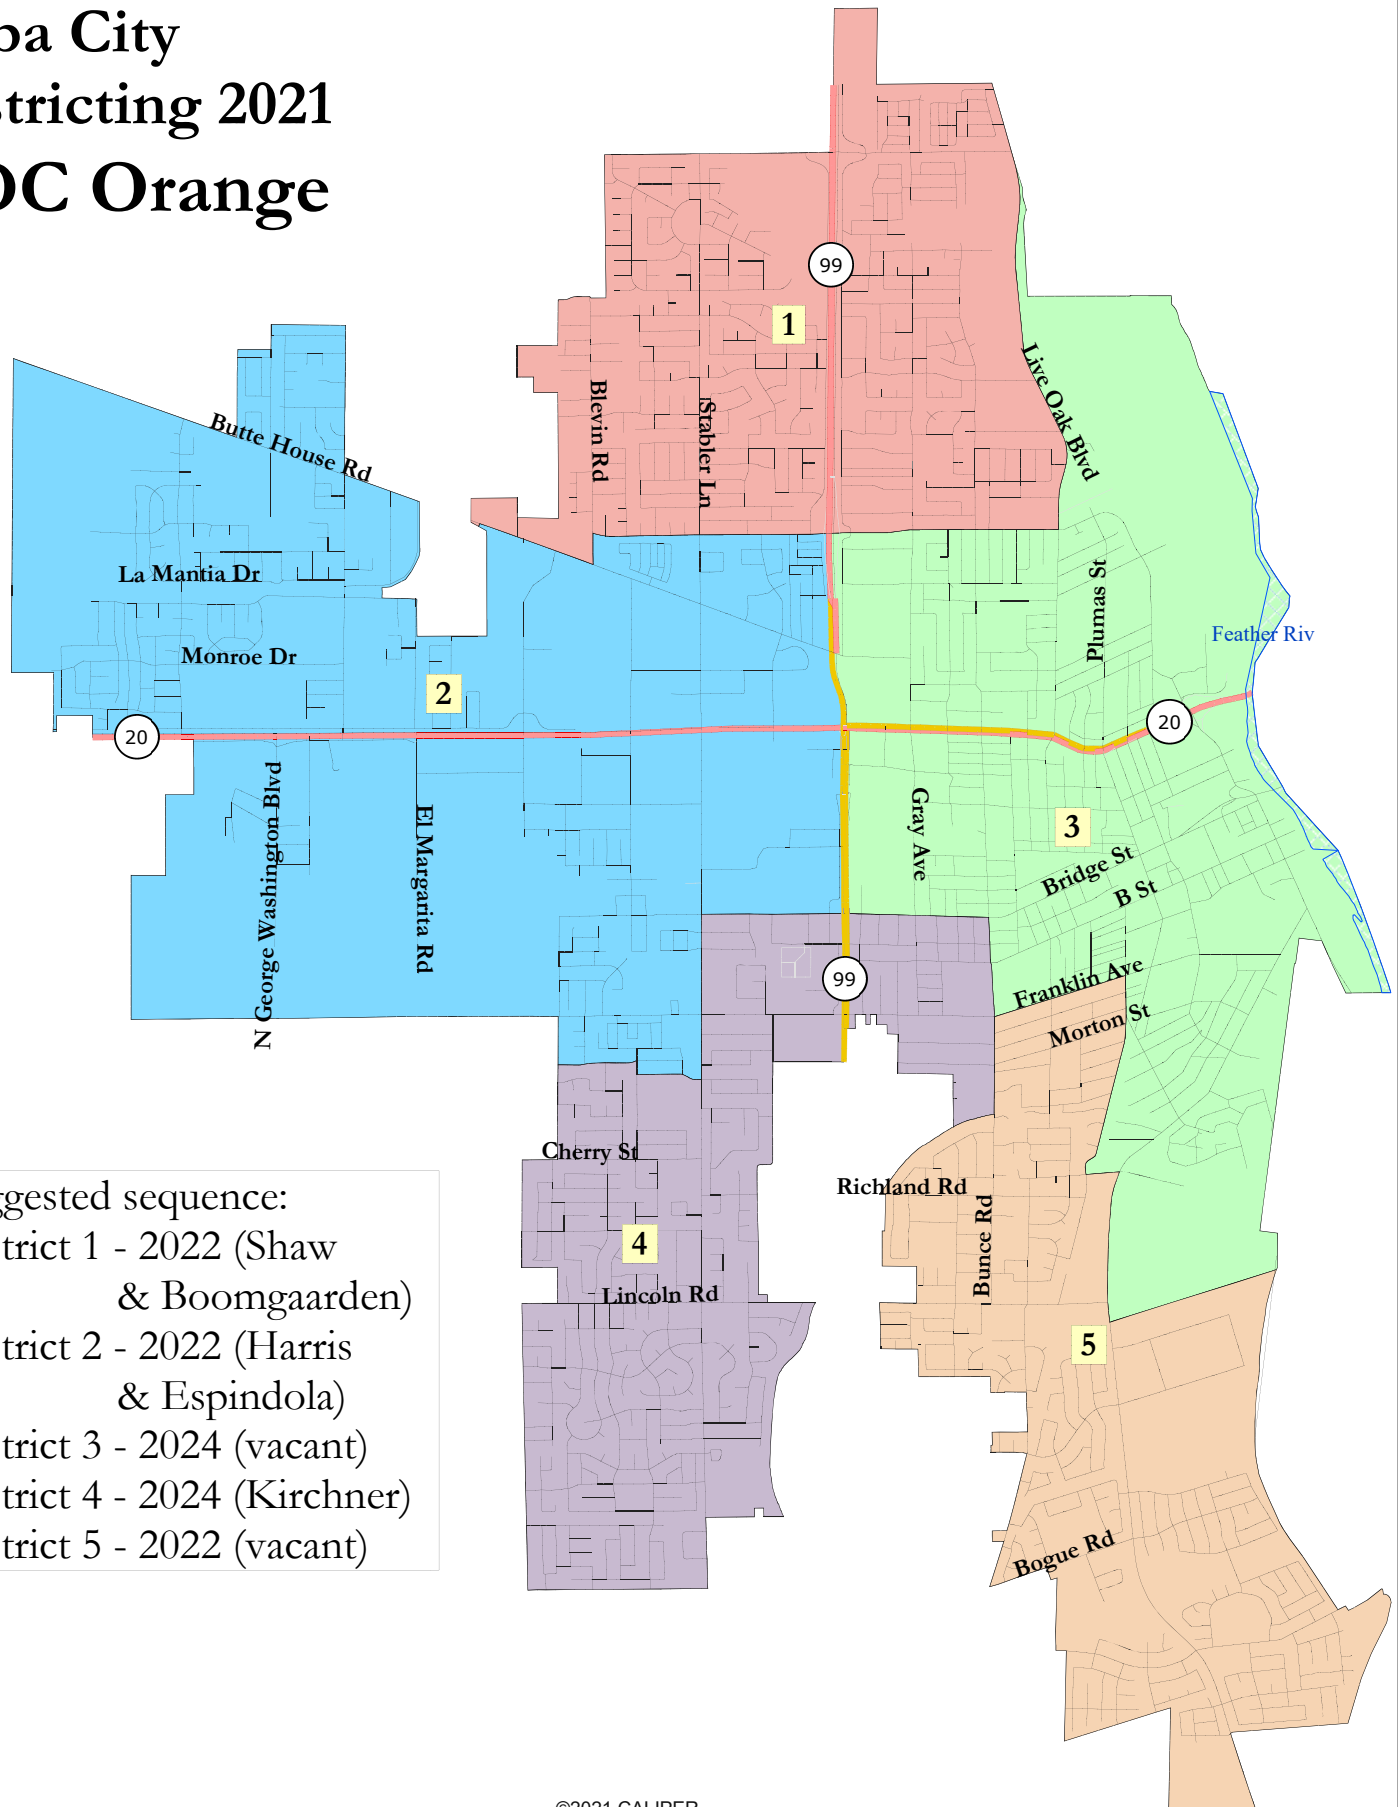 ba City
stricting 2021
DC Orange
99
1
Live Oak Blvd
Blevin Rd
Stabler Ln
Butte House Rd
La Mantia Dr
Plumas St
Feather Riv
Monroe Dr
2
20
20
N George Washington Blvd
El Margarita Rd
Gray Ave
3
Bridge St
B St
99
Franklin Ave
Morton St
Cherry St
Richland Rd
Bunce Rd
4
Lincoln Rd
5
Bogue Rd
ggested sequence:
trict 1 - 2022 (Shaw
& Boomgaarden)
trict 2 - 2022 (Harris
& Espindola)
trict 3 - 2024 (vacant)
trict 4 - 2024 (Kirchner)
trict 5 - 2022 (vacant)
©2021 CALIPER